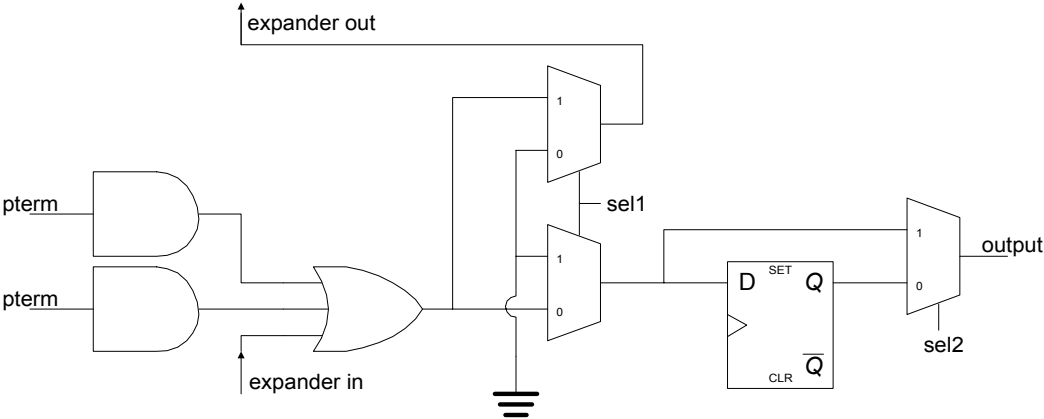 expander out
1
0
pterm
sel1
1
output
1
D
SET
Q
0
pterm
0
sel2
Q
CLR
expander in